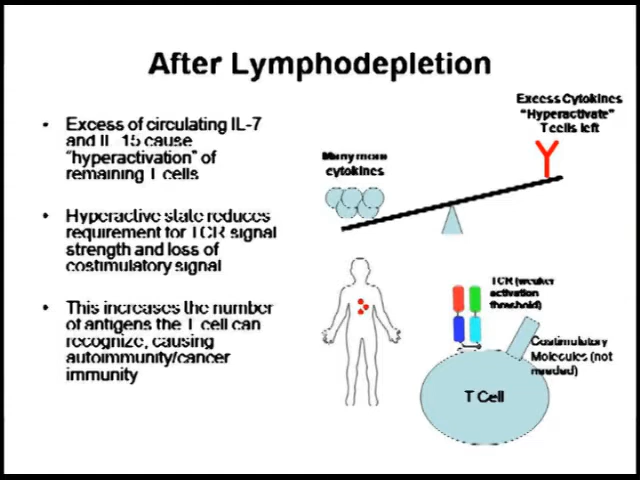 After Lymphodepletion
• Excess of circulating IL-7
and IL-15 cause
"hyperactivation" of
remaining T cells
• Hyperactive state reduces
requirement for TCR signal
strength and loss of
costimulatory signal
• This increases the number
of antigens the T cell can
recognize, causing
autoimmunity/cancer
immunity
Excess Cytokines
"Hyperactivate"
T cells left
Many more
cytokines
TCR (weaker
activation
threshold)
Costimulatory
Molecules (not
needed)
T Cell